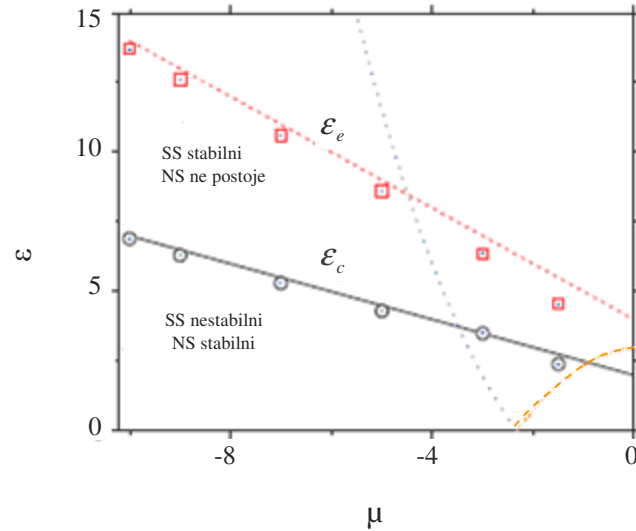 15
10
5
0
ε
ε_e
SS stabilni
NS ne postoje
ε_c
SS nestabilni
NS stabilni
-8
-4
0
μ